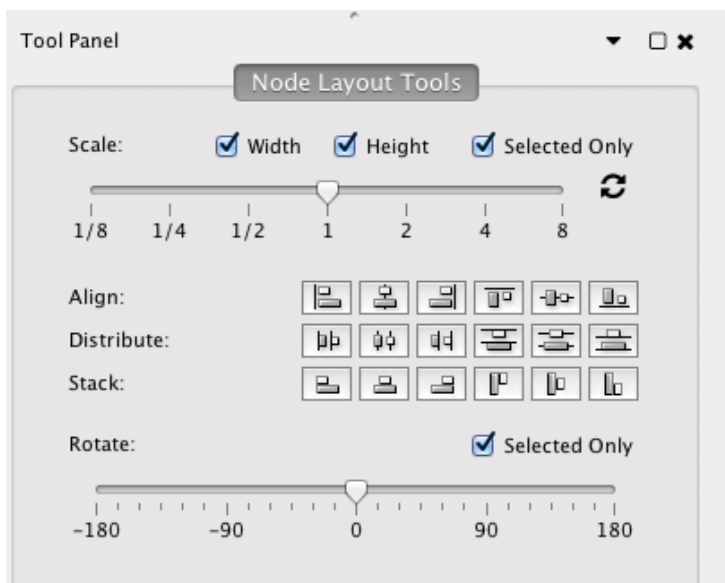 Tool Panel
Node Layout Tools
Scale: Width Height Selected Only
1/8 1/4 1/2 1 2 4 8
Align:
Distribute:
Stack:
Rotate: Selected Only
-180 -90 0 90 180